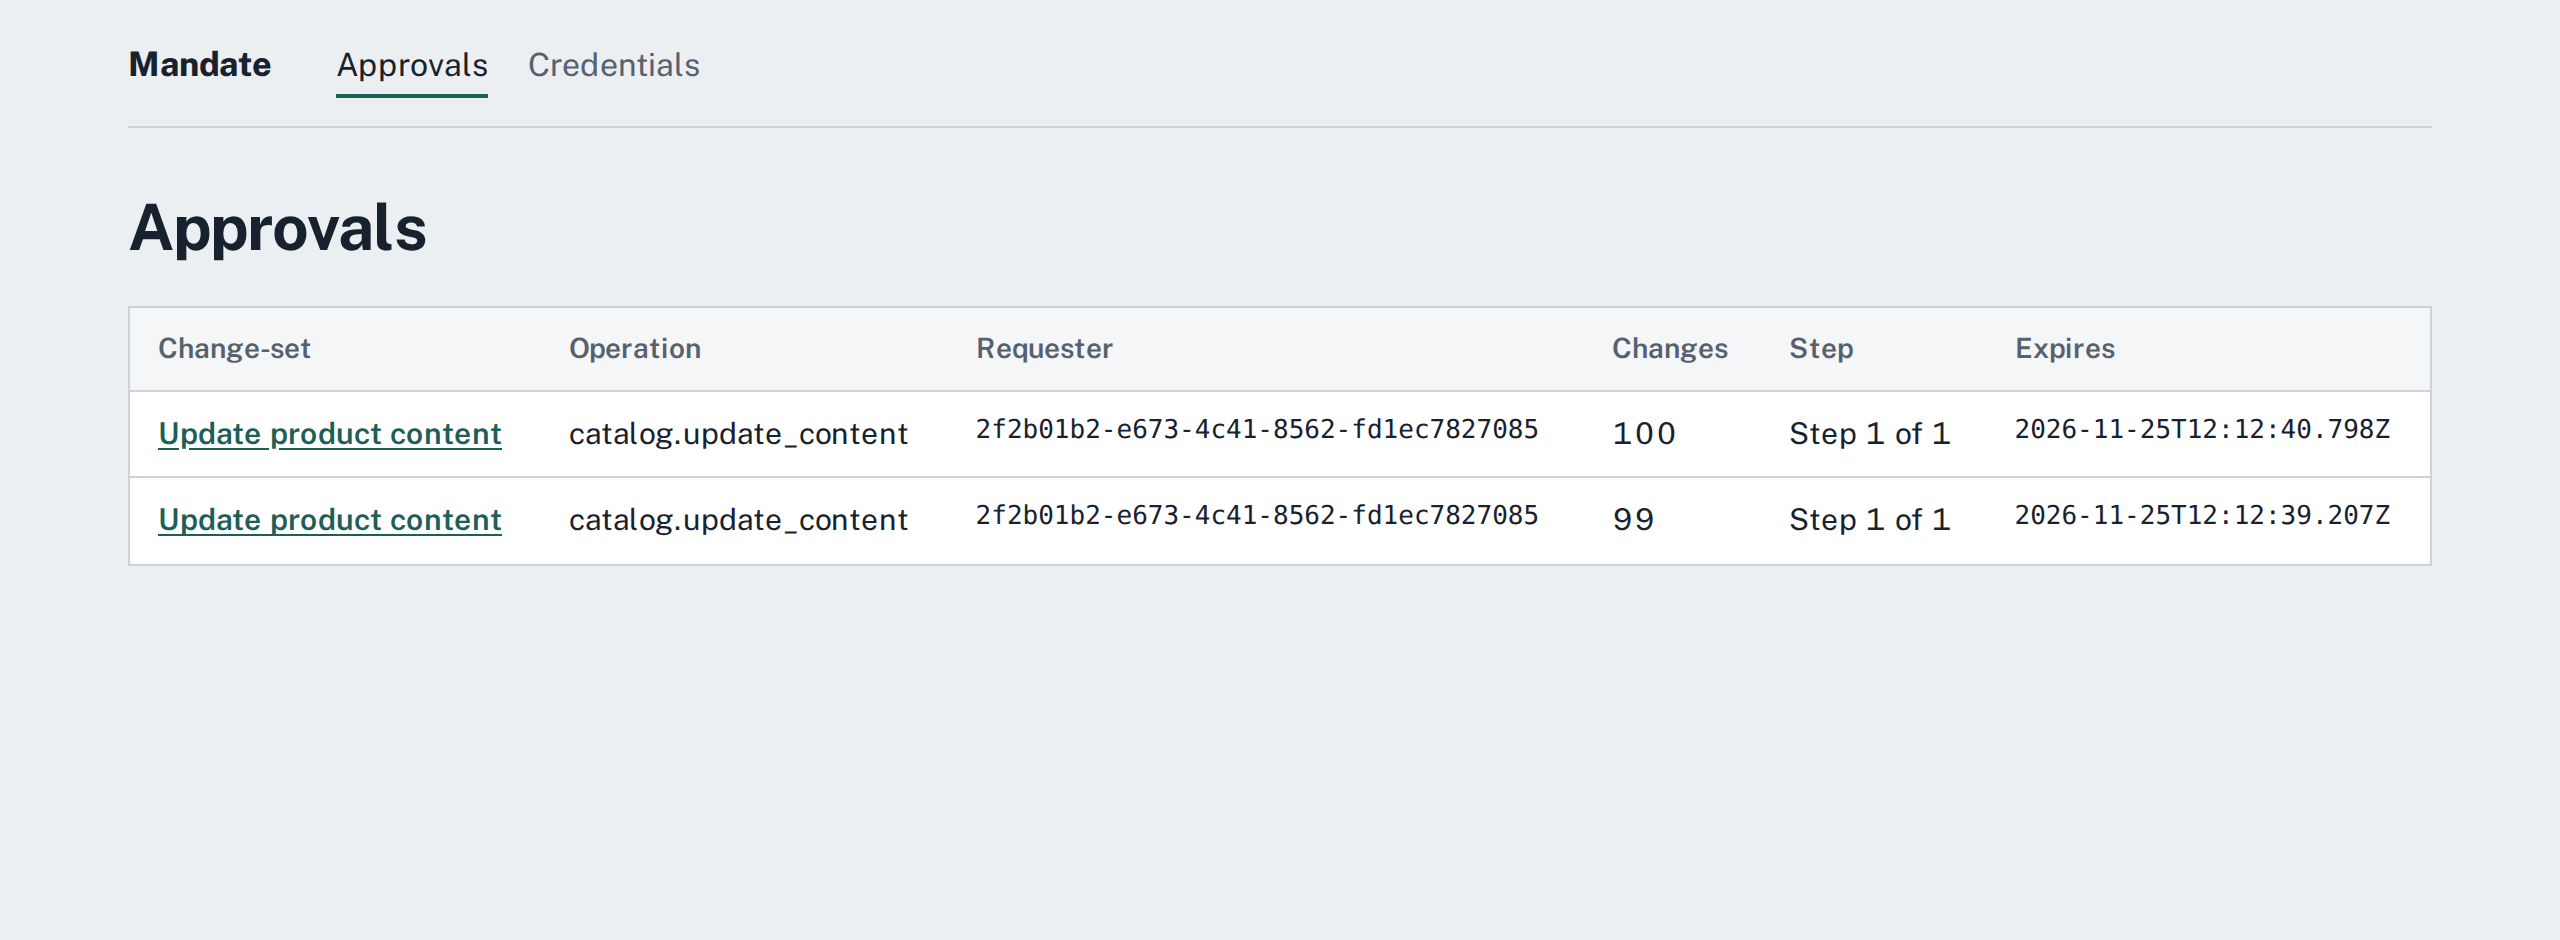 Mandate Approvals Credentials
Approvals
Change-set Operation Requester Changes Step Expires
Update product content catalog.update_content 2f2b01b2-e673-4c41-8562-fd1ec7827085 100 Step 1 of 1 2026-11-25T12:12:40.798Z
Update product content catalog.update_content 2f2b01b2-e673-4c41-8562-fd1ec7827085 99 Step 1 of 1 2026-11-25T12:12:39.207Z